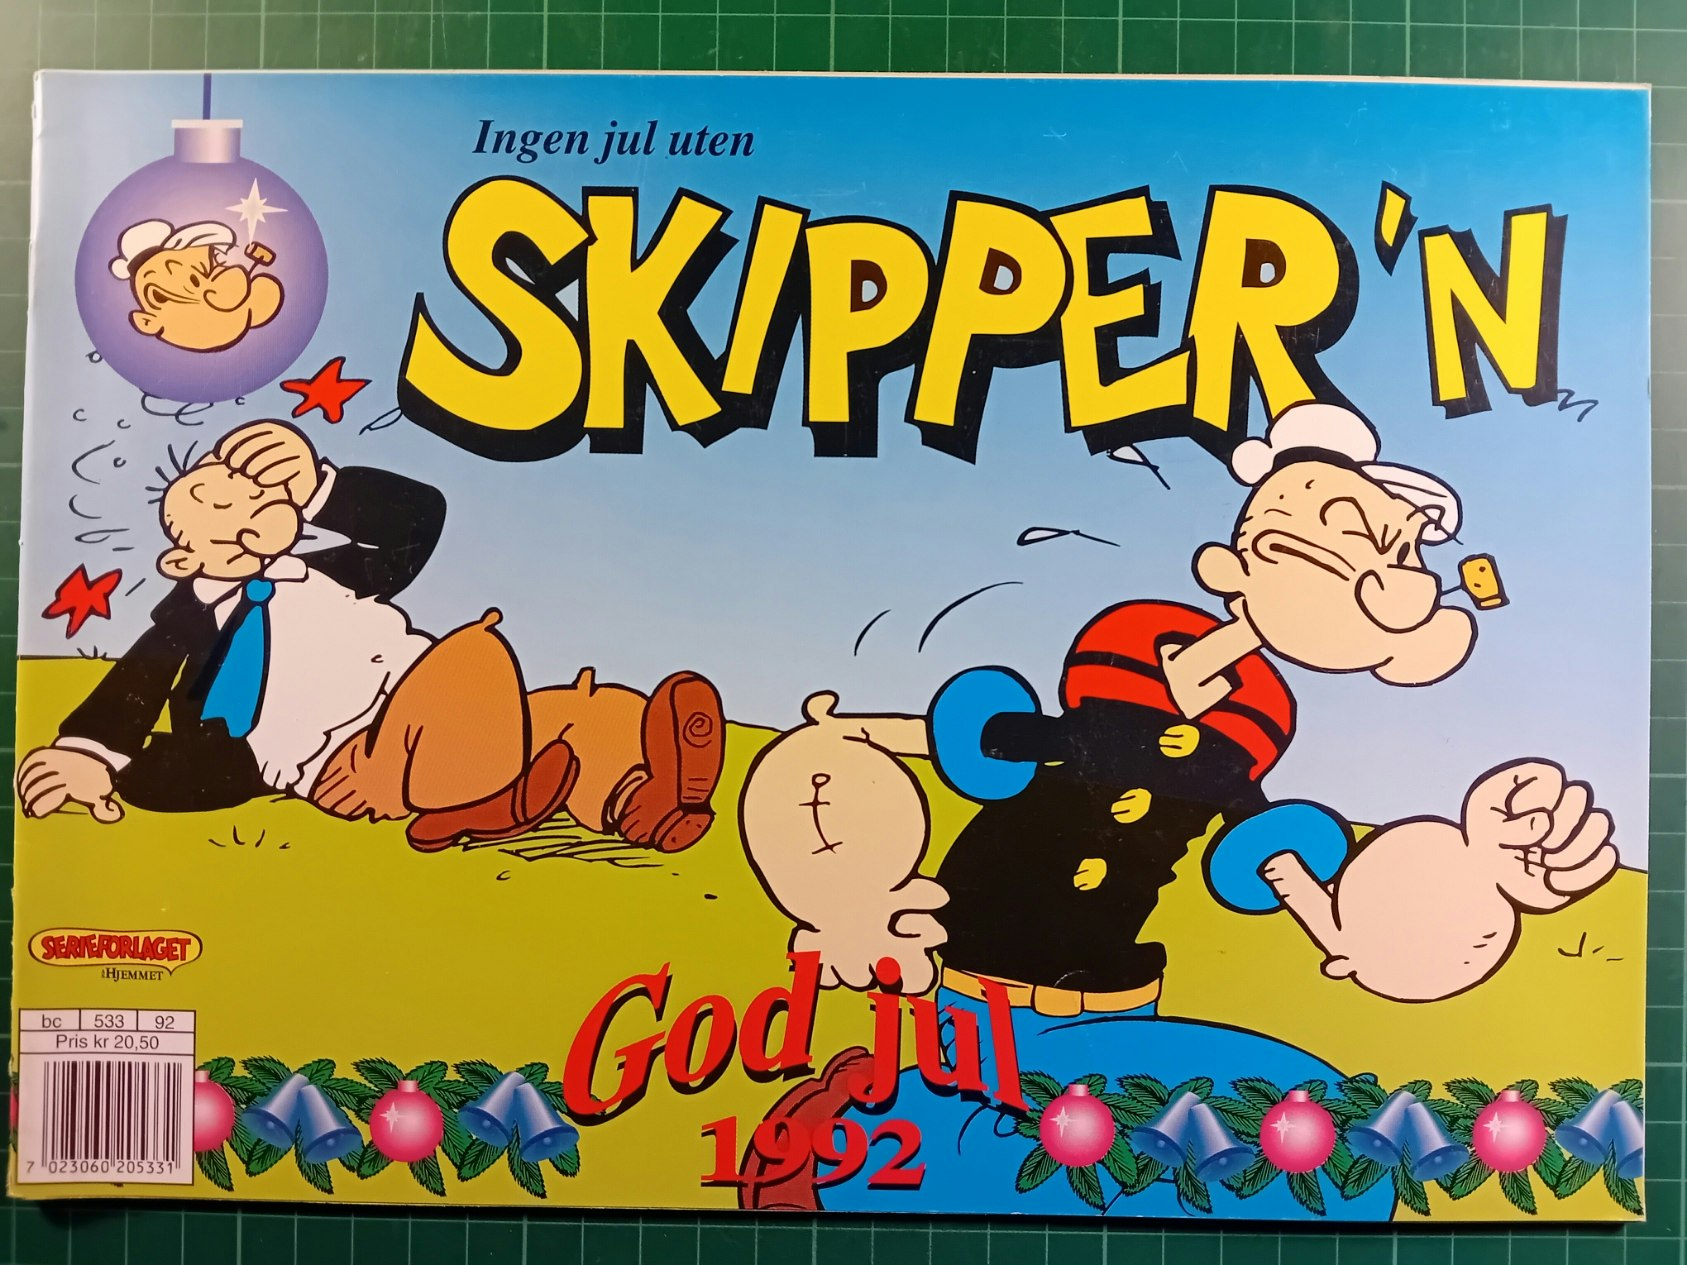 Ingen jul uten
SKIPPER'N
SERIEFORLAGET
HJEMMET
God jul
1992
bc 533 92
Pris kr 20,50
7 023060 205331